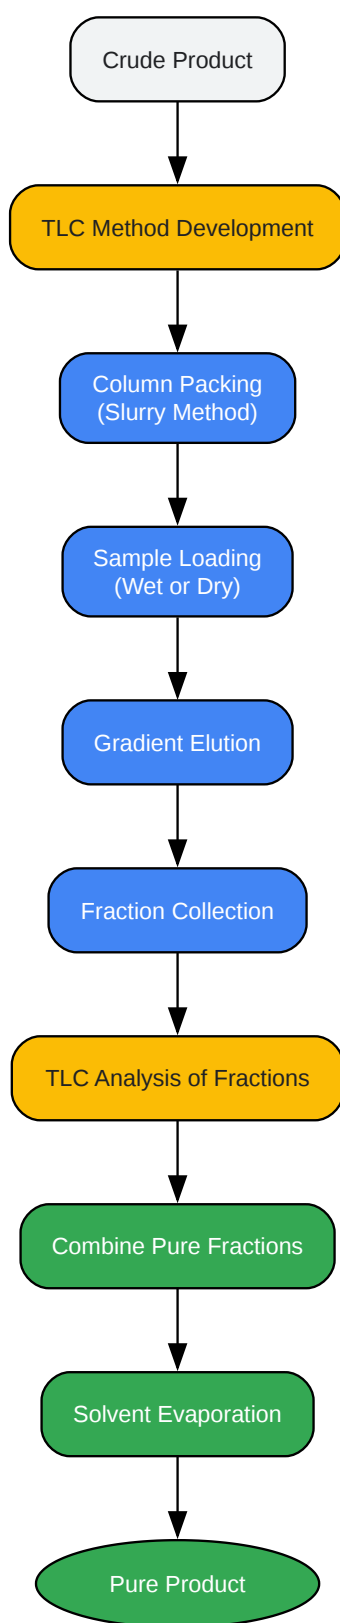 Crude Product
TLC Method Development
Column Packing
(Slurry Method)
Sample Loading
(Wet or Dry)
Gradient Elution
Fraction Collection
TLC Analysis of Fractions
Combine Pure Fractions
Solvent Evaporation
Pure Product